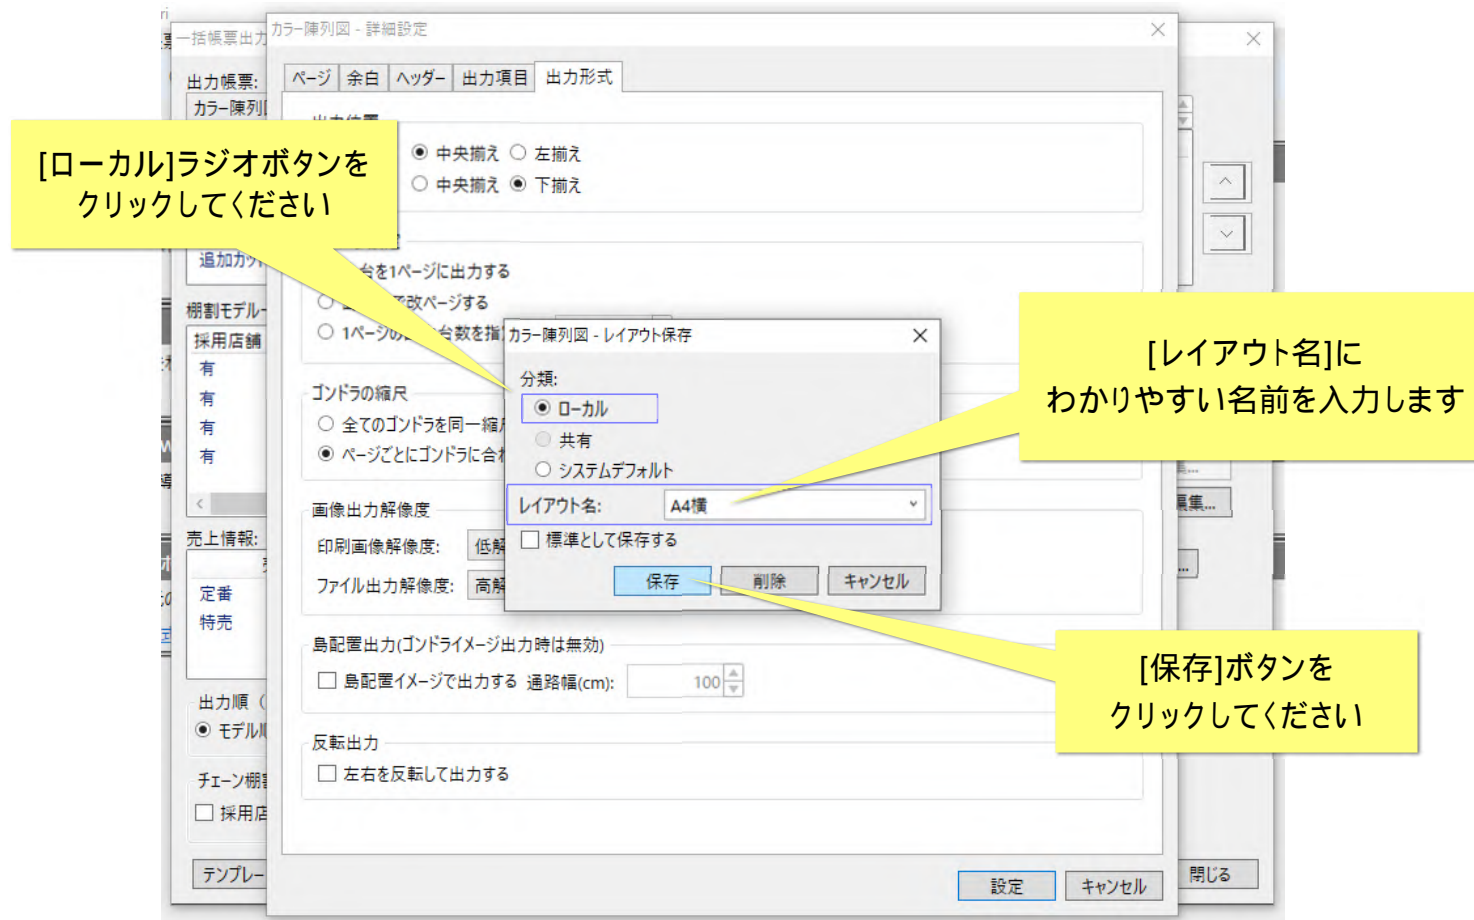 一括帳票出力
カラー陳列図 - 詳細設定
出力帳票:
ページ 余白 ヘッダー 出力項目 出力形式
カラー陳列図
[ローカル]ラジオボタンを
クリックしてください
中央揃え 左揃え
中央揃え 下揃え
台を1ページに出力する
で改ページする
棚割モデル
採用店舗
有
有
有
有
カラー陳列図 - レイアウト保存
分類:
ローカル
共有
システムデフォルト
レイアウト名: A4横
標準として保存する
保存 削除 キャンセル
[レイアウト名]に
わかりやすい名前を入力します
ゴンドラの縮尺
全てのゴンドラを同一縮
ページごとにゴンドラに合
画像出力解像度
印刷画像解像度: 低解
ファイル出力解像度: 高解
編集...
売上情報:
定番
特売
島配置出力(ゴンドライメージ出力時は無効)
島配置イメージで出力する 通路幅(cm): 100
[保存]ボタンを
クリックしてください
出力順（
モデル
反転出力
左右を反転して出力する
チェーン棚
採用店
テンプレー
設定 キャンセル
閉じる